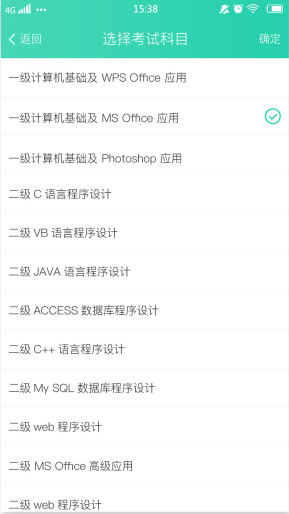 4G 15:38
返回 选择考试科目 确定
一级计算机基础及 WPS Office 应用
一级计算机基础及 MS Office 应用
一级计算机基础及 Photoshop 应用
二级 C 语言程序设计
二级 VB 语言程序设计
二级 JAVA 语言程序设计
二级 ACCESS 数据库程序设计
二级 C++ 语言程序设计
二级 My SQL 数据库程序设计
二级 web 程序设计
二级 MS Office 高级应用
二级 web 程序设计